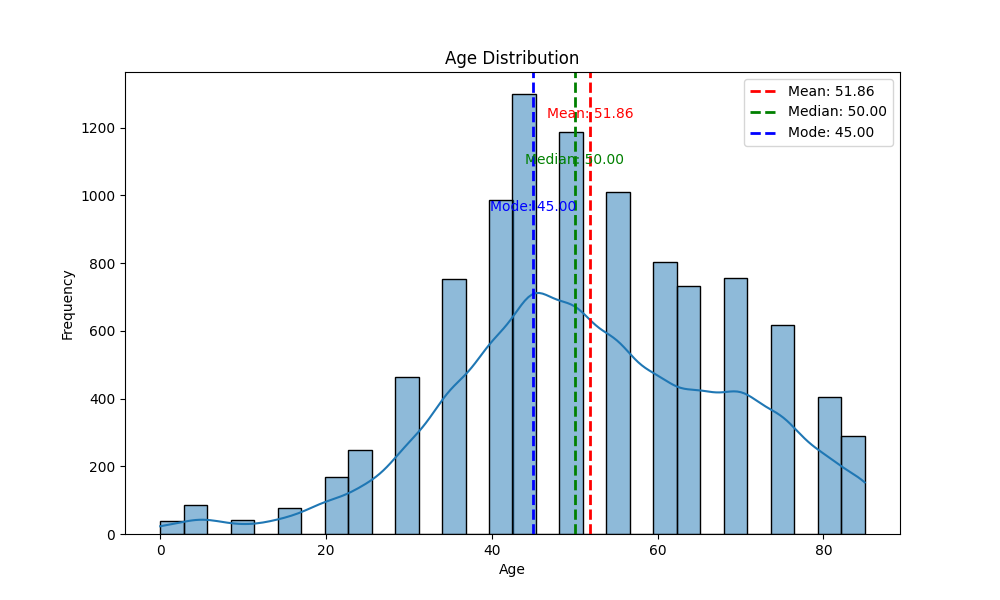 Age Distribution
Mean: 51.86
Median: 50.00
Mode: 45.00
Mean: 51.86
Median: 50.00
Mode: 45.00
Frequency
1200
1000
800
600
400
200
0
0 20 40 60 80
Age